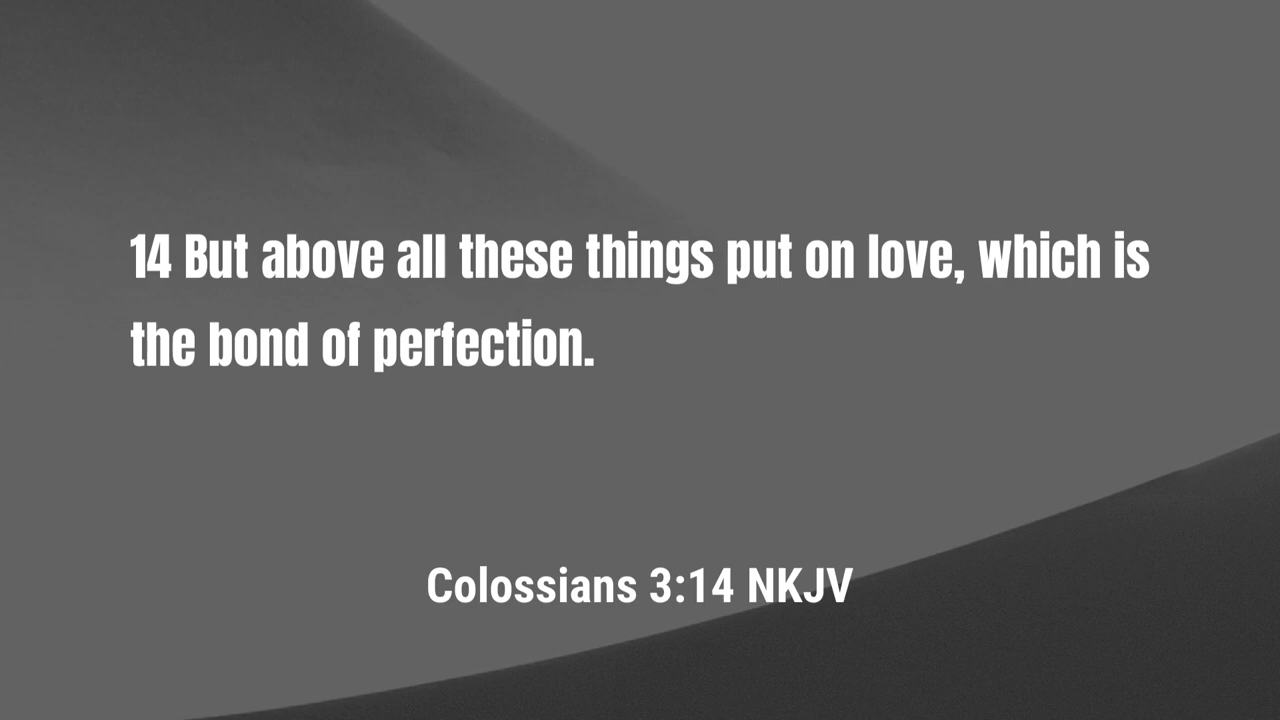 14 But above all these things put on love, which is
the bond of perfection.
Colossians 3:14 NKJV